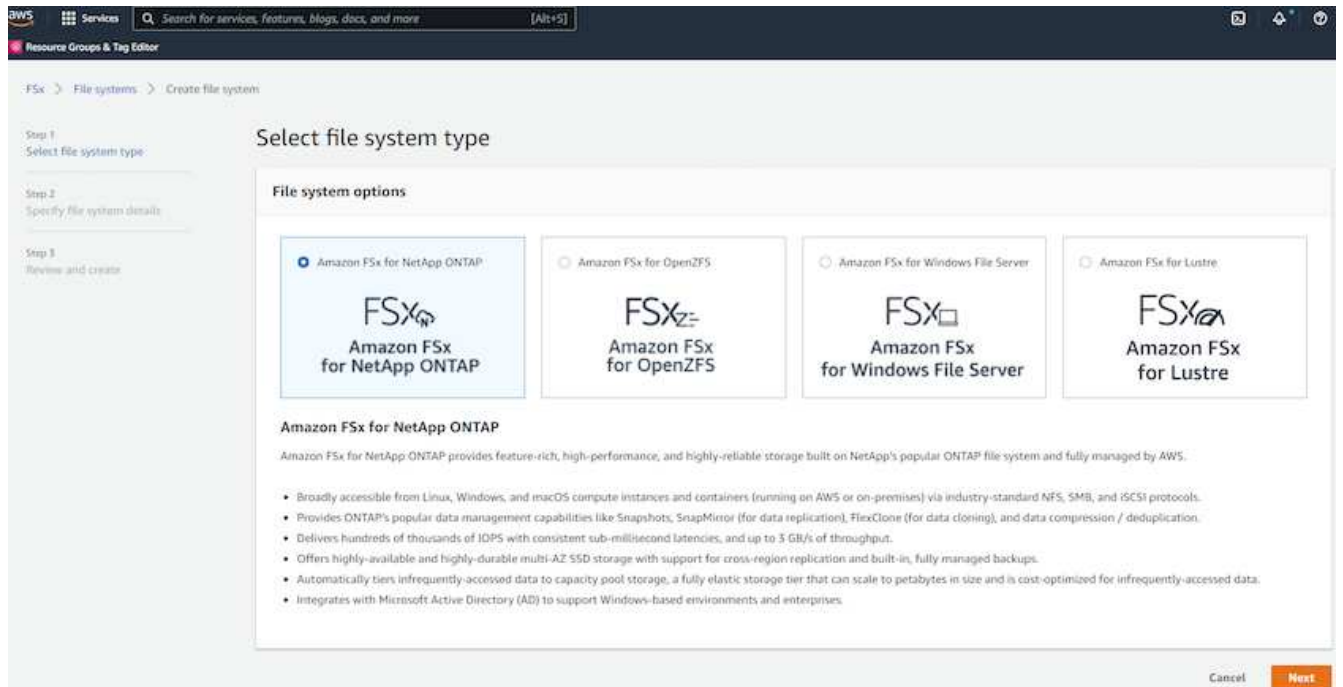 aws
Services
Search for services, features, blogs, docs, and more
[Alt+S]
Resource Groups & Tag Editor
FSx > File systems > Create file system
Step 1
Select file system type
Step 2
Specify file system details
Step 3
Review and create
Select file system type
File system options
Amazon FSx for NetApp ONTAP
FSx N
Amazon FSx
for NetApp ONTAP
Amazon FSx for OpenZFS
FSx Z
Amazon FSx
for OpenZFS
Amazon FSx for Windows File Server
FSx
Amazon FSx
for Windows File Server
Amazon FSx for Lustre
FSx
Amazon FSx
for Lustre
Amazon FSx for NetApp ONTAP
Amazon FSx for NetApp ONTAP provides feature-rich, high-performance, and highly-reliable storage built on NetApp's popular ONTAP file system and fully managed by AWS.
• Broadly accessible from Linux, Windows, and macOS compute instances and containers (running on AWS or on-premises) via industry-standard NFS, SMB, and iSCSI protocols.
• Provides ONTAP's popular data management capabilities like Snapshots, SnapMirror (for data replication), FlexClone (for data cloning), and data compression / deduplication.
• Delivers hundreds of thousands of IOPS with consistent sub-millisecond latencies, and up to 3 GB/s of throughput.
• Offers highly-available and highly-durable multi-AZ SSD storage with support for cross-region replication and built-in, fully managed backups.
• Automatically tiers infrequently-accessed data to capacity pool storage, a fully elastic storage tier that can scale to petabytes in size and is cost-optimized for infrequently-accessed data.
• Integrates with Microsoft Active Directory (AD) to support Windows-based environments and enterprises.
Cancel
Next